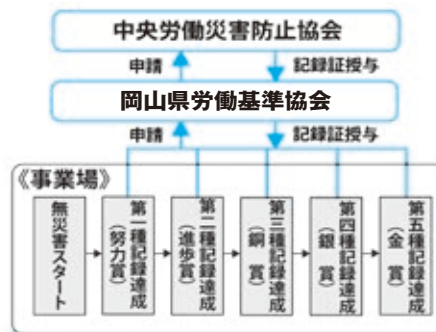 中央労働災害防止協会
申請
記録証授与
岡山県労働基準協会
申請
記録証授与
《事業場》
無災害スタート
第一種記録達成
(努力賞)
第二種記録達成
(進歩賞)
第三種記録達成
(銅 賞)
第四種記録達成
(銀 賞)
第五種記録達成
(金 賞)